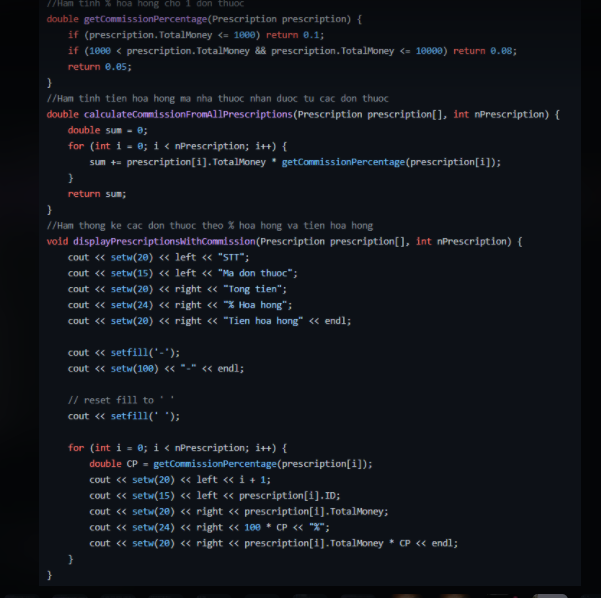 //Ham tinh % hoa hong cho 1 don thuoc
double getCommissionPercentage(Prescription prescription) {
    if (prescription.TotalMoney <= 1000) return 0.1;
    if (1000 < prescription.TotalMoney && prescription.TotalMoney <= 10000) return 0.08;
    return 0.05;
}
//Ham tinh tien hoa hong ma nha thuoc nhan duoc tu cac don thuoc
double calculateCommissionFromAllPrescriptions(Prescription prescription[], int nPrescription) {
    double sum = 0;
    for (int i = 0; i < nPrescription; i++) {
        sum += prescription[i].TotalMoney * getCommissionPercentage(prescription[i]);
    }
    return sum;
}
//Ham thong ke cac don thuoc theo % hoa hong va tien hoa hong
void displayPrescriptionsWithCommission(Prescription prescription[], int nPrescription) {
    cout << setw(20) << left << "STT";
    cout << setw(15) << left << "Ma don thuoc";
    cout << setw(20) << right << "Tong tien";
    cout << setw(24) << right << "% Hoa hong";
    cout << setw(20) << right << "Tien hoa hong" << endl;

    cout << setfill('-');
    cout << setw(100) << "-" << endl;

    // reset fill to ' '
    cout << setfill(' ');

    for (int i = 0; i < nPrescription; i++) {
        double CP = getCommissionPercentage(prescription[i]);
        cout << setw(20) << left << i + 1;
        cout << setw(15) << left << prescription[i].ID;
        cout << setw(20) << right << prescription[i].TotalMoney;
        cout << setw(24) << right << 100 * CP << "%";
        cout << setw(20) << right << prescription[i].TotalMoney * CP << endl;
    }
}